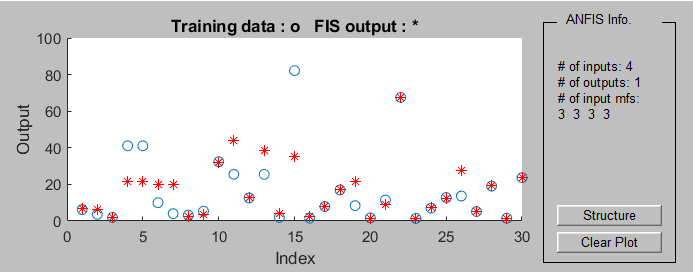 Training data : o   FIS output : *
ANFIS Info.
100
80
60
40
20
0
Output
0 5 10 15 20 25 30
Index
# of inputs: 4
# of outputs: 1
# of input mfs:
3 3 3 3
Structure
Clear Plot